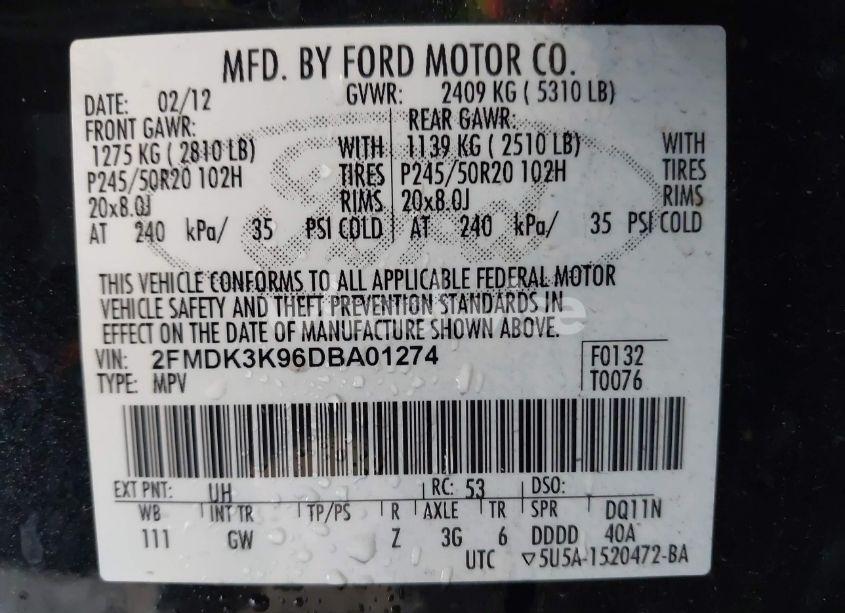 MFD. BY FORD MOTOR CO.
DATE: 02/12 GVWR: 2409 KG ( 5310 LB)
FRONT GAWR: REAR GAWR:
1275 KG ( 2810 LB) WITH 1139 KG ( 2510 LB) WITH
P245/50R20 102H TIRES P245/50R20 102H TIRES
20x8.0J RIMS 20x8.0J RIMS
AT 240 kPa/ 35 PSI COLD AT 240 kPa/ 35 PSI COLD
THIS VEHICLE CONFORMS TO ALL APPLICABLE FEDERAL MOTOR
VEHICLE SAFETY AND THEFT PREVENTION STANDARDS IN
EFFECT ON THE DATE OF MANUFACTURE SHOWN ABOVE.
VIN: 2FMDK3K96DBA01274 F0132
TYPE: MPV T0076
EXT PNT: UH RC: 53 DSO:
WB INT TR TP/PS R AXLE TR SPR DQ11N
111 GW Z 3G 6 DDDD 40A
UTC ▽5U5A-1520472-BA